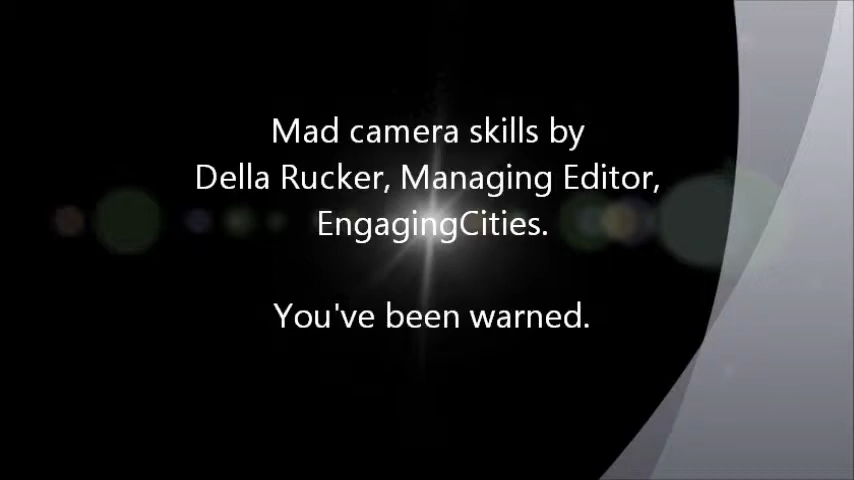 Mad camera skills by
Della Rucker, Managing Editor,
EngagingCities.
You've been warned.